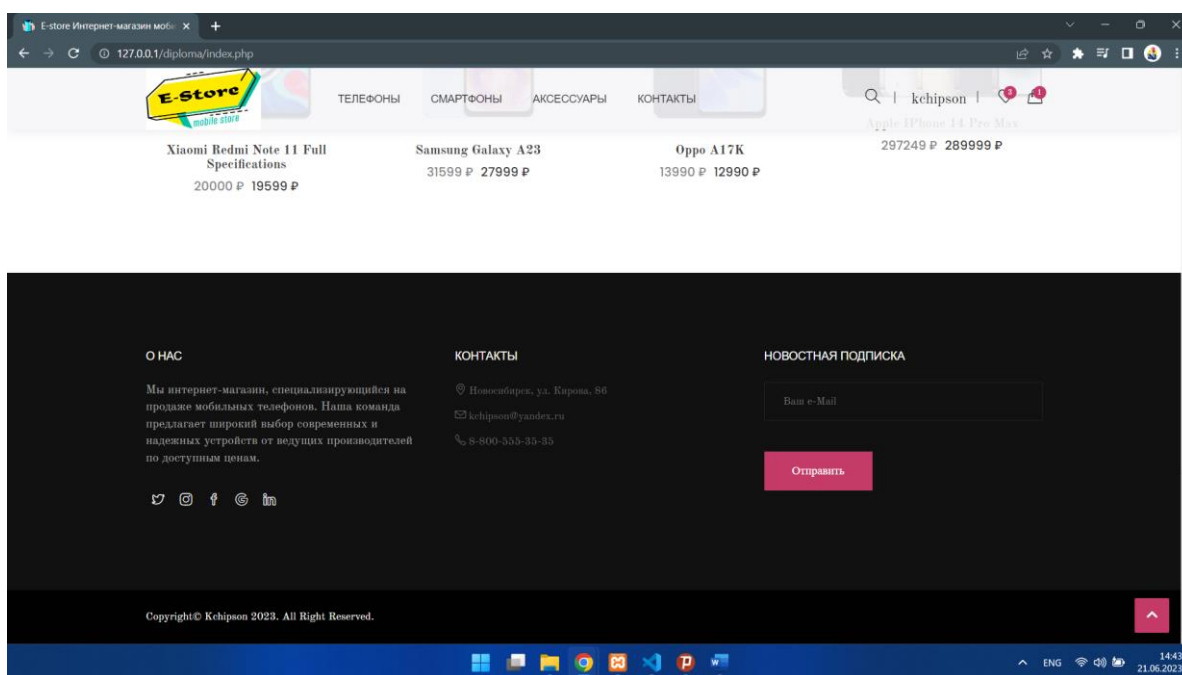 E-store Интернет-магазин моби
127.0.0.1/diploma/index.php
E-Store
mobile store
ТЕЛЕФОНЫ СМАРТФОНЫ АКСЕССУАРЫ КОНТАКТЫ
kchipson 3 1
Apple IPhone 14 Pro Max
297249 ₽ 289999 ₽
Xiaomi Redmi Note 11 Full
Specifications
20000 ₽ 19599 ₽
Samsung Galaxy A23
31599 ₽ 27999 ₽
Oppo A17K
13990 ₽ 12990 ₽
О НАС
Мы интернет-магазин, специализирующийся на
продаже мобильных телефонов. Наша команда
предлагает широкий выбор современных и
надежных устройств от ведущих производителей
по доступным ценам.
КОНТАКТЫ
Новосибирск, ул. Кирова, 86
kchipson@yandex.ru
8-800-555-35-35
НОВОСТНАЯ ПОДПИСКА
Ваш e-Mail
Отправить
Copyright© Kchipson 2023. All Right Reserved.
ENG
14:43
21.06.2023